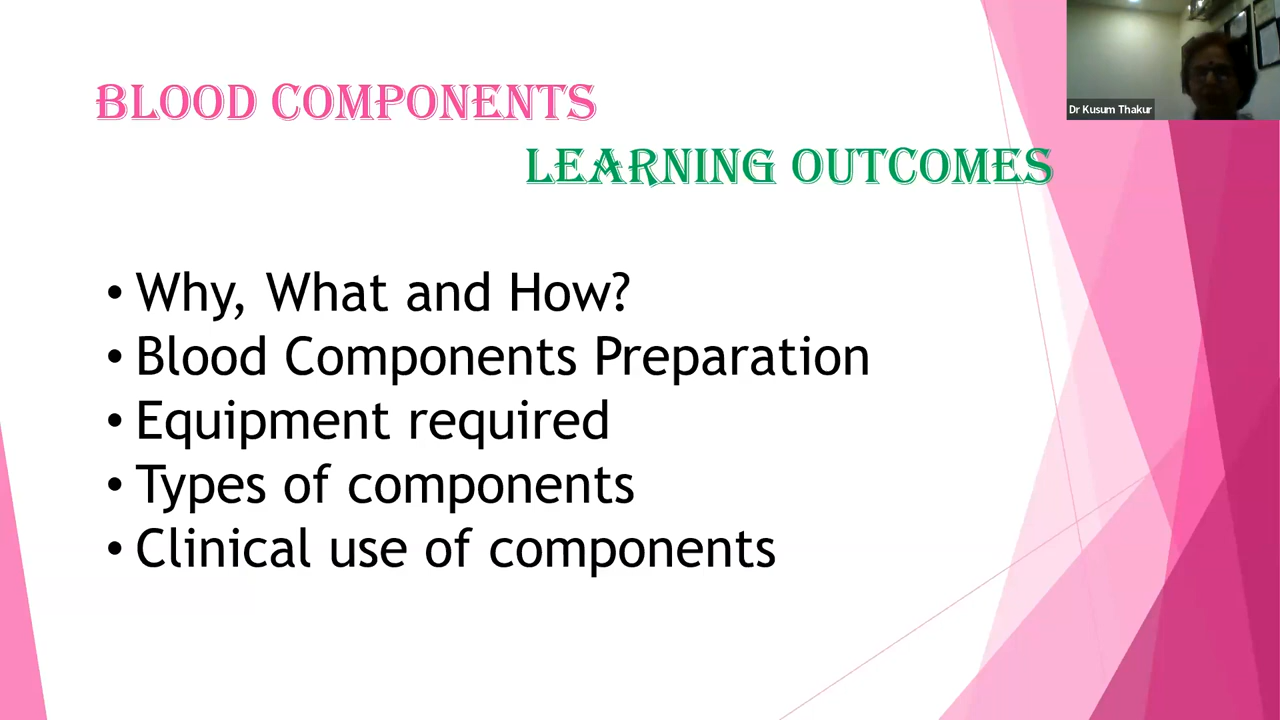 BLOOD COMPONENTS
LEARNING OUTCOMES
• Why, What and How?
• Blood Components Preparation
• Equipment required
• Types of components
• Clinical use of components
Dr Kusum Thakur